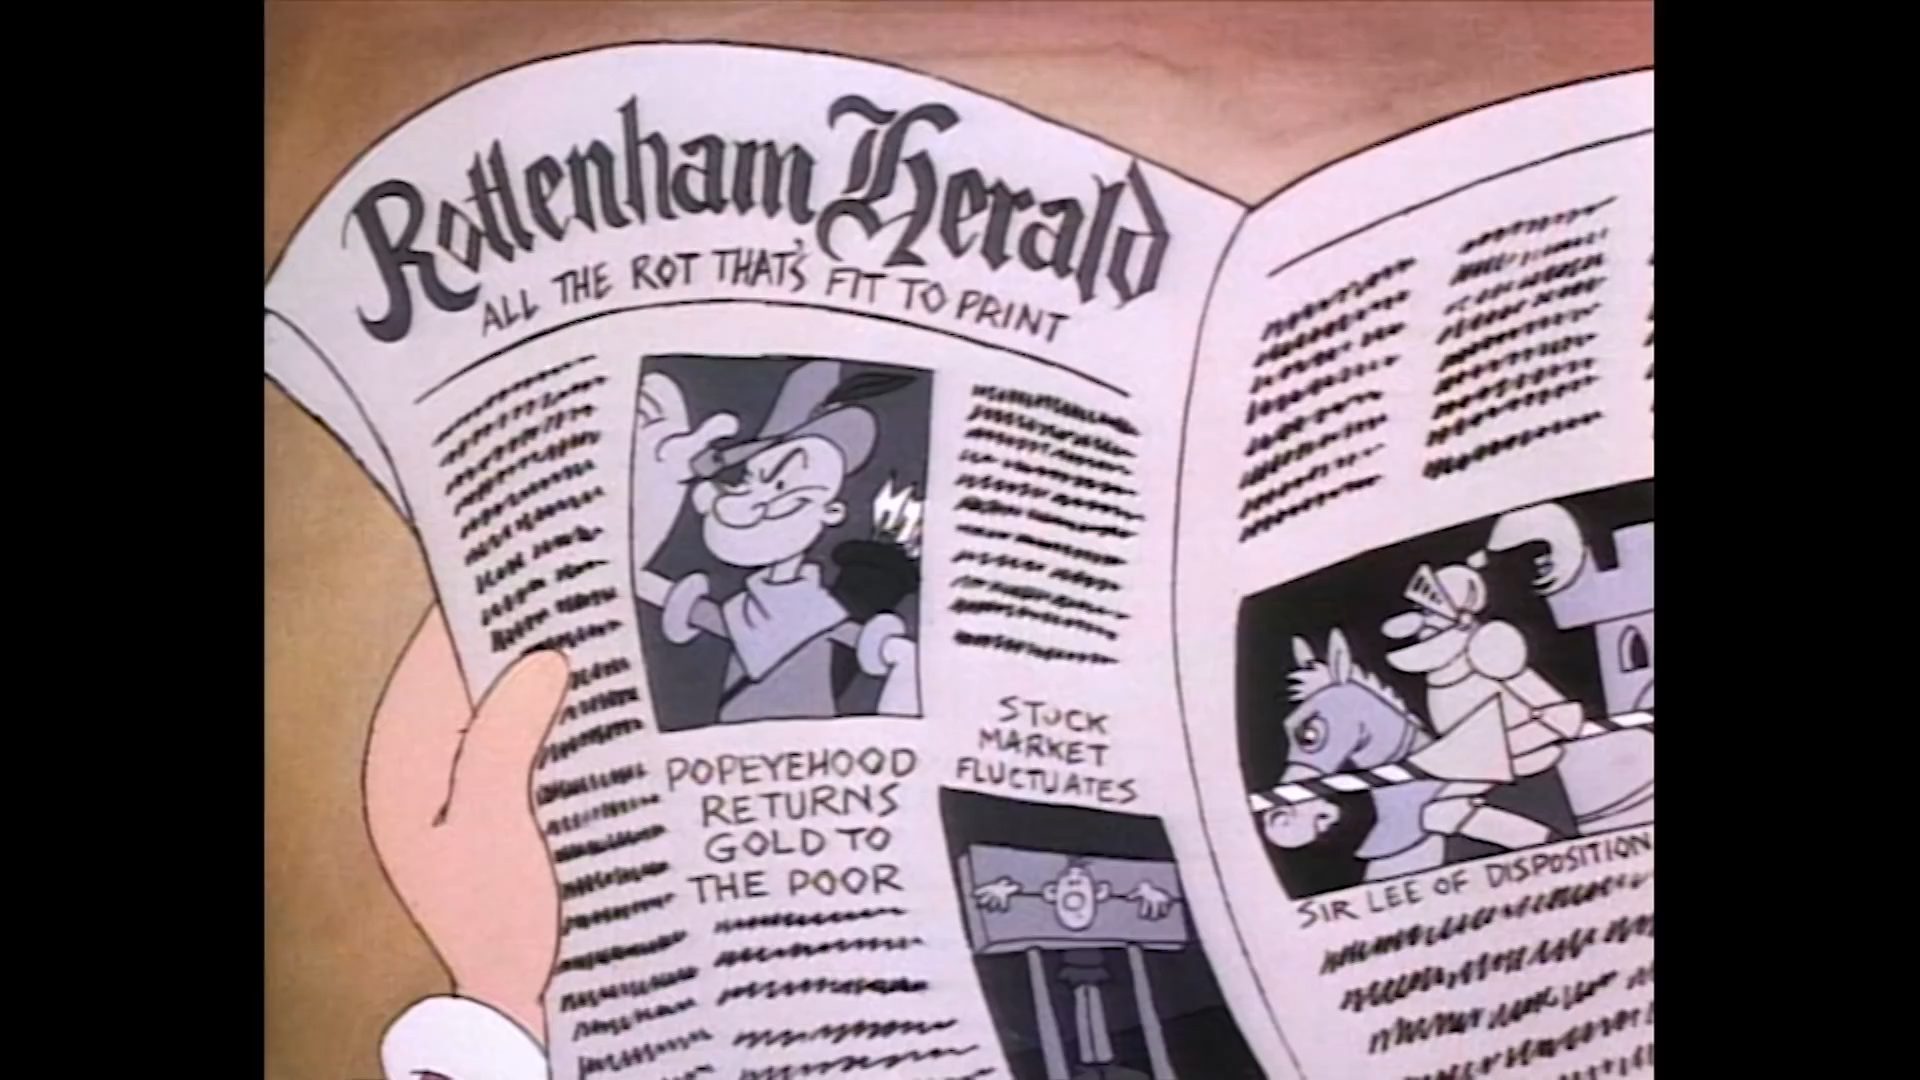 Rottenham Herald
ALL THE ROT THAT'S FIT TO PRINT
POPEYEHOOD
RETURNS
GOLD TO
THE POOR
STOCK
MARKET
FLUCTUATES
SIR LEE OF DISPOSITION